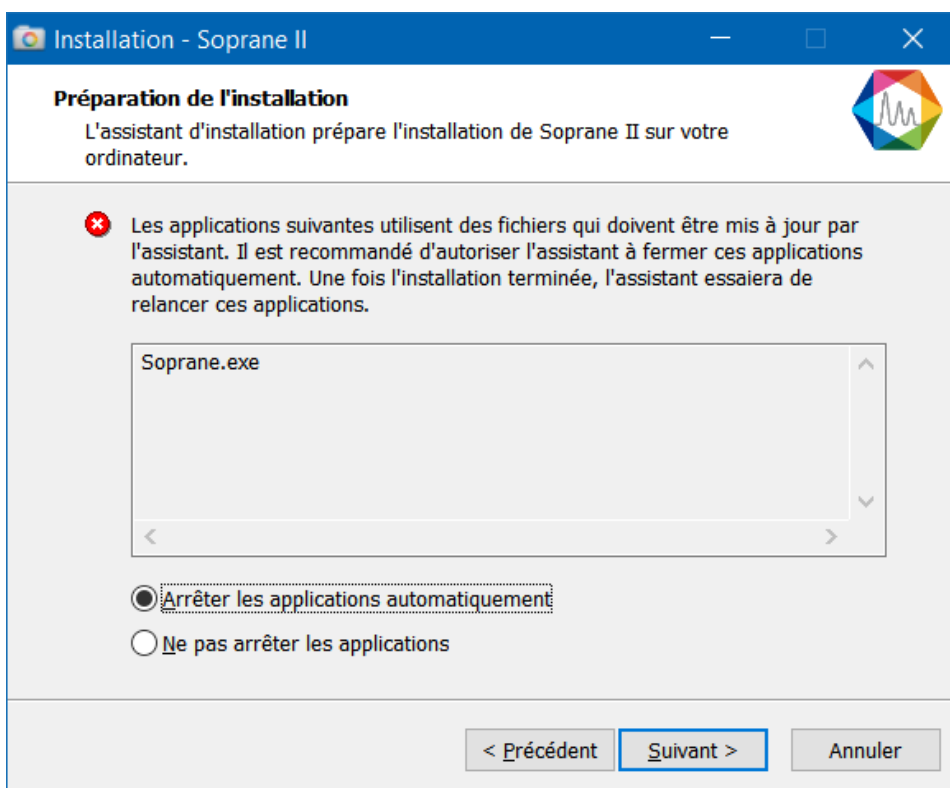 Installation - Soprane II
Préparation de l'installation
L'assistant d'installation prépare l'installation de Soprane II sur votre
ordinateur.
Les applications suivantes utilisent des fichiers qui doivent être mis à jour par
l'assistant. Il est recommandé d'autoriser l'assistant à fermer ces applications
automatiquement. Une fois l'installation terminée, l'assistant essaiera de
relancer ces applications.
Soprane.exe
Arrêter les applications automatiquement
Ne pas arrêter les applications
< Précédent
Suivant >
Annuler